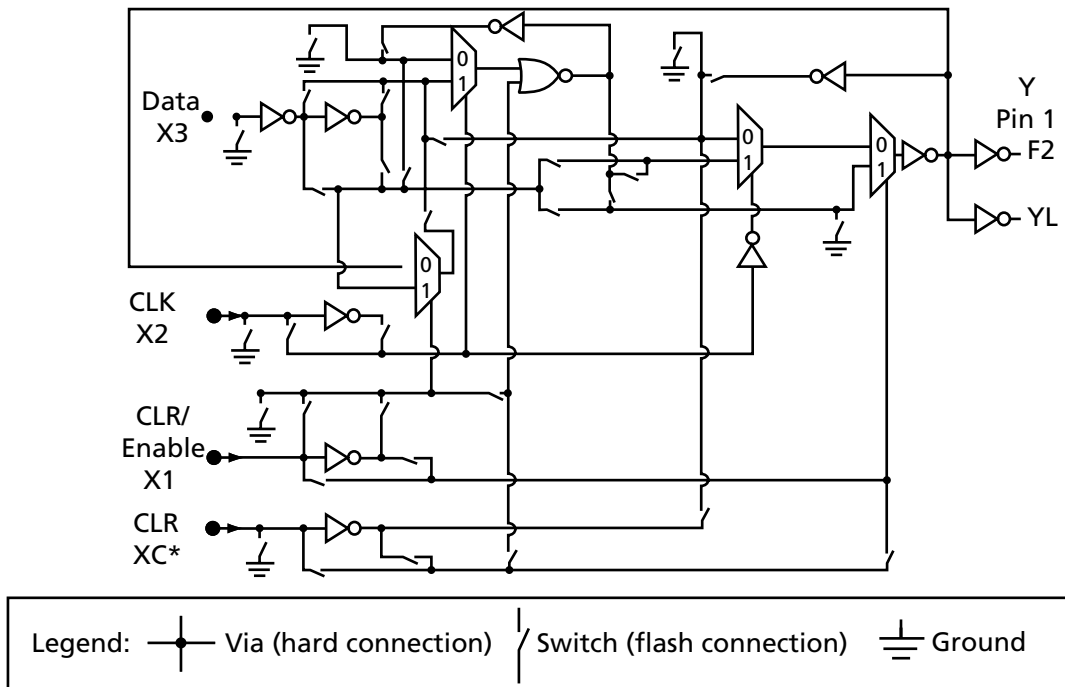 Data
X3
0
1
0
1
0
1
Y
Pin 1
F2
YL
0
1
CLK
X2
CLR/
Enable
X1
CLR
XC*
Legend: Via (hard connection) Switch (flash connection) Ground